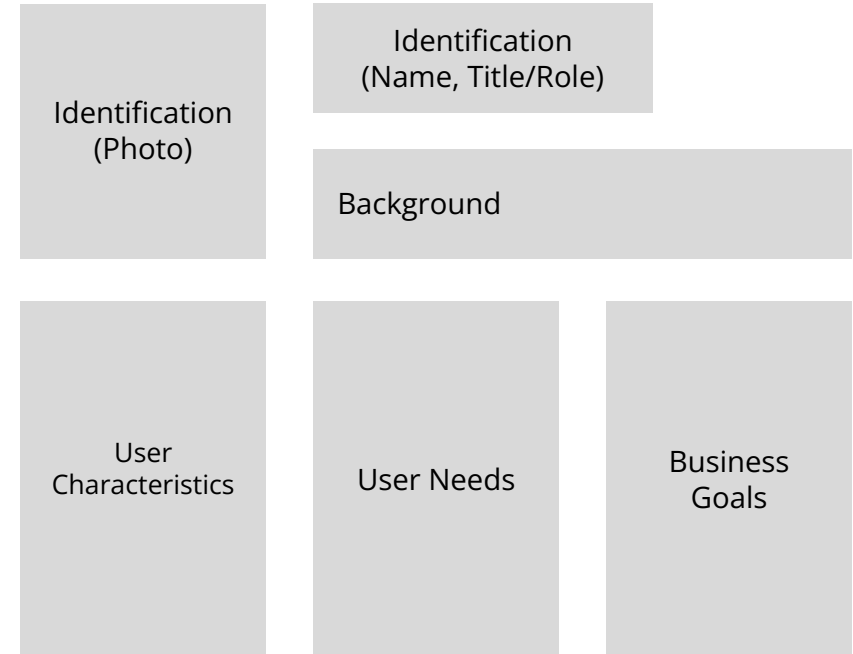 Identification
(Photo)
Identification
(Name, Title/Role)
Background
User
Characteristics
User Needs
Business
Goals